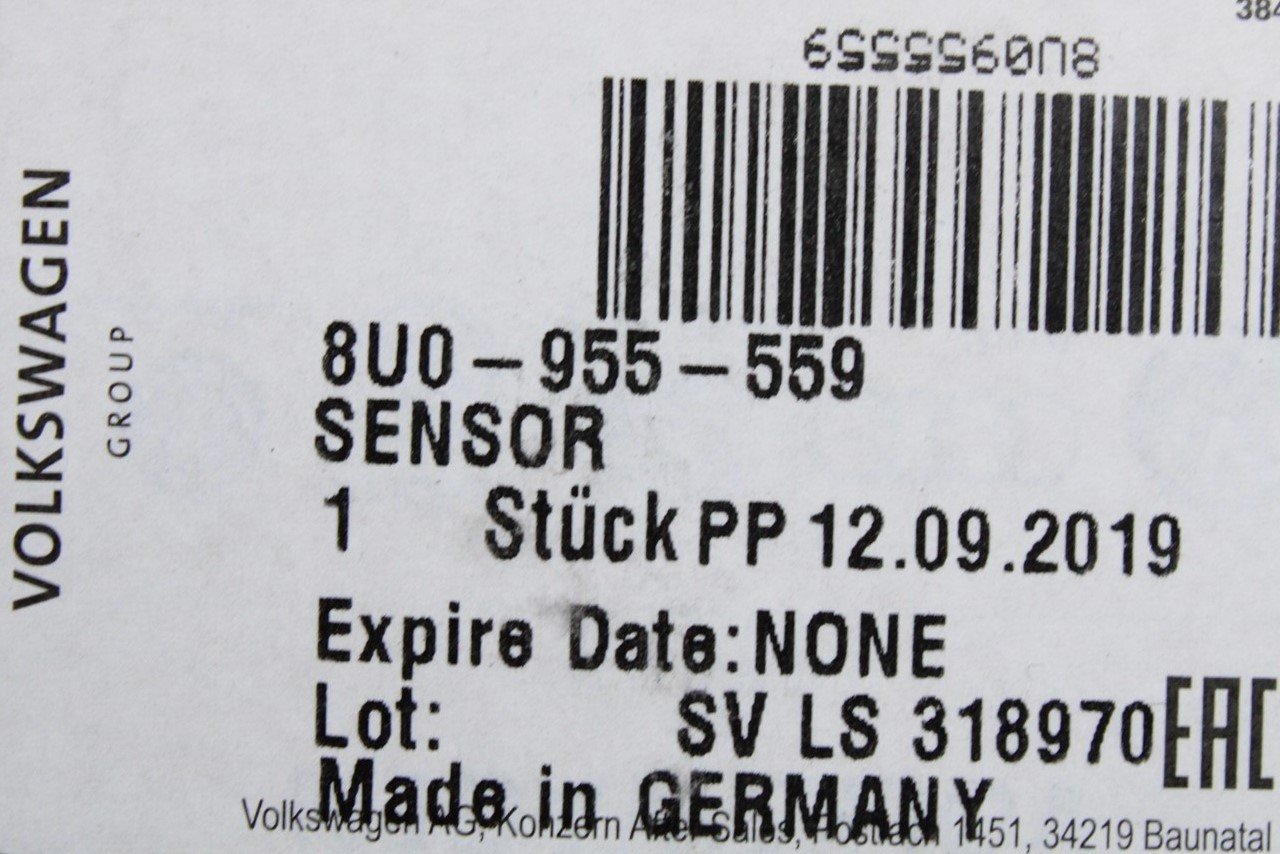 384
8U0955559
VOLKSWAGEN
GROUP
8U0-955-559
SENSOR
1 Stück PP 12.09.2019
Expire Date:NONE
Lot: SV LS 318970
EAC
Made in GERMANY
Volkswagen AG, Konzern After Sales, Postfach 1451, 34219 Baunatal